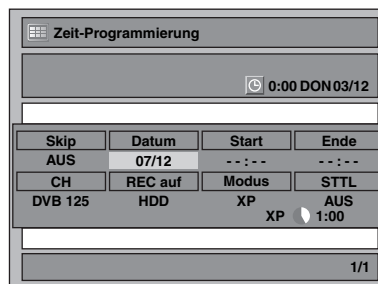 Zeit-Programmierung
0:00 DON 03/12
Skip Datum Start Ende
AUS 07/12 --:-- --:--
CH REC auf Modus STTL
DVB 125 HDD XP AUS
XP 1:00
1/1